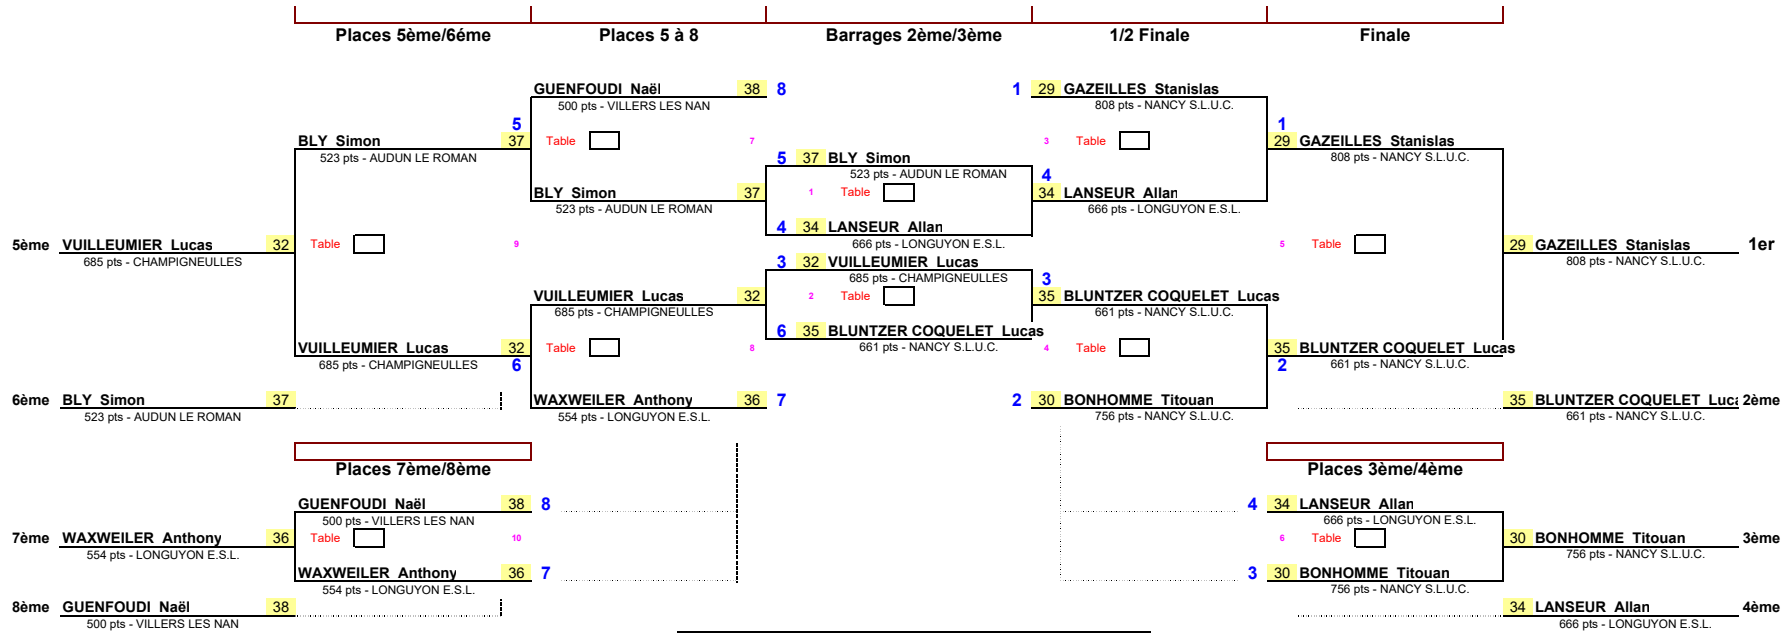 Places 5ème/6éme Places 5 à 8 Barrages 2ème/3ème 1/2 Finale Finale
GUENFOUDI Naël 38 8 1 29 GAZEILLES Stanislas
500 pts - VILLERS LES NAN 808 pts - NANCY S.L.U.C.
5 1
BLY Simon 37 Table 7 3 Table 29 GAZEILLES Stanislas
523 pts - AUDUN LE ROMAN 5 37 BLY Simon 808 pts - NANCY S.L.U.C.
523 pts - AUDUN LE ROMAN 4
BLY Simon 37 1 Table 34 LANSEUR Allan
523 pts - AUDUN LE ROMAN 666 pts - LONGUYON E.S.L.
4 34 LANSEUR Allan
5ème VUILLEUMIER Lucas 32 Table 9 666 pts - LONGUYON E.S.L. 5 Table 29 GAZEILLES Stanislas 1er
685 pts - CHAMPIGNEULLES 3 32 VUILLEUMIER Lucas 808 pts - NANCY S.L.U.C.
685 pts - CHAMPIGNEULLES 3
VUILLEUMIER Lucas 32 2 Table 35 BLUNTZER COQUELET Lucas
685 pts - CHAMPIGNEULLES 661 pts - NANCY S.L.U.C.
6 35 BLUNTZER COQUELET Lucas
VUILLEUMIER Lucas 32 Table 8 661 pts - NANCY S.L.U.C. 4 Table 35 BLUNTZER COQUELET Lucas
685 pts - CHAMPIGNEULLES 6 2 661 pts - NANCY S.L.U.C.
6ème BLY Simon 37 WAXWEILER Anthony 36 7 2 30 BONHOMME Titouan 35 BLUNTZER COQUELET Luc 2ème
523 pts - AUDUN LE ROMAN 554 pts - LONGUYON E.S.L. 756 pts - NANCY S.L.U.C. 661 pts - NANCY S.L.U.C.
Places 7ème/8ème Places 3ème/4ème
GUENFOUDI Naël 38 8 4 34 LANSEUR Allan
500 pts - VILLERS LES NAN 666 pts - LONGUYON E.S.L.
7ème WAXWEILER Anthony 36 Table 10 6 Table 30 BONHOMME Titouan 3ème
554 pts - LONGUYON E.S.L. 756 pts - NANCY S.L.U.C.
WAXWEILER Anthony 36 7 3 30 BONHOMME Titouan
554 pts - LONGUYON E.S.L. 756 pts - NANCY S.L.U.C.
8ème GUENFOUDI Naël 38 34 LANSEUR Allan 4ème
500 pts - VILLERS LES NAN 666 pts - LONGUYON E.S.L.